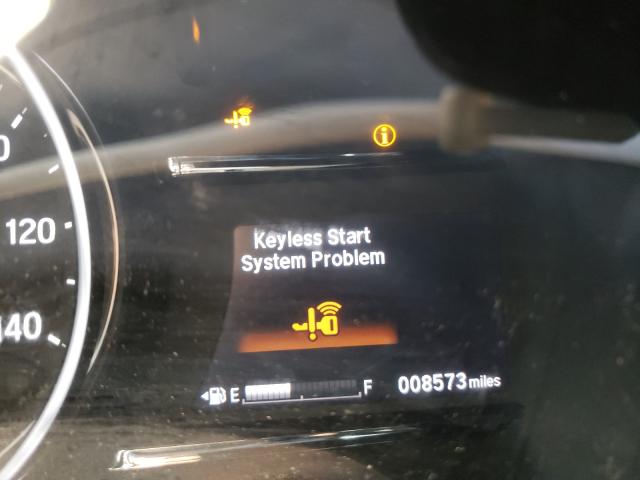 120
140
Keyless Start
System Problem
E F 008573 miles